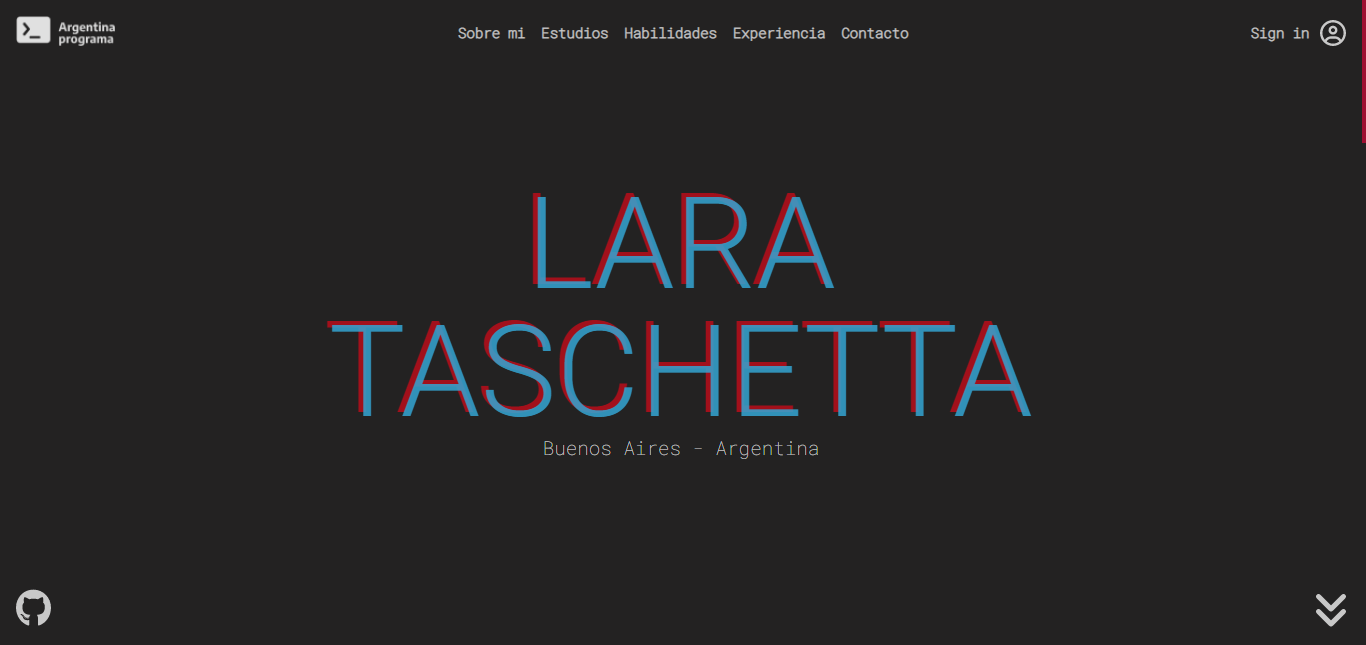 Argentina
programa
Sobre mi Estudios Habilidades Experiencia Contacto
Sign in
LARA
TASCHETTA
Buenos Aires - Argentina